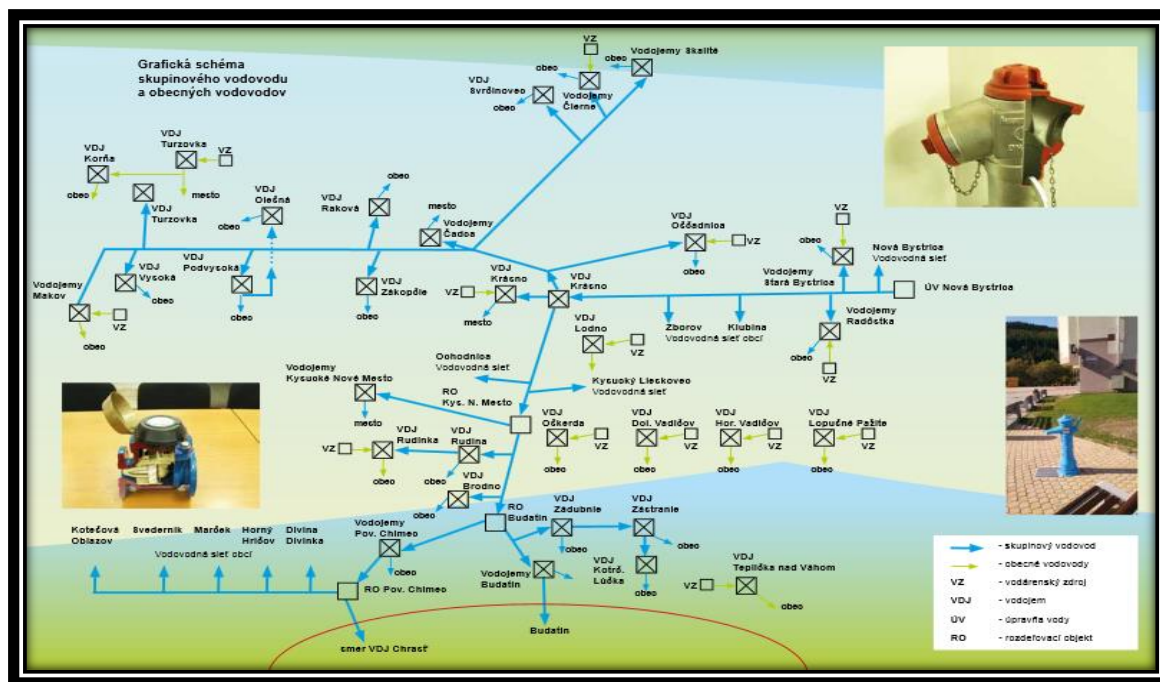 Grafická schéma
skupinového vodovodu
a obecných vodovodov
VZ
Vodojemy Skalité
obec
obec
VDJ
Svrčinovec
obec
Vodojemy
Čierne
VDJ
Turzovka
VZ
VDJ
Korňa
obec
mesto
VDJ
Turzovka
VDJ
Olešná
obec
VDJ
Raková
obec
mesto
Vodojemy
Čadca
VDJ
Oščadnica
VZ
obec
VZ
obec
Nová Bystrica
Vodovodná sieť
Vodojemy
Stará Bystrica
ÚV Nová Bystrica
Vodojemy
Makov
VZ
obec
VDJ
Vysoká
obec
VDJ
Podvysoká
obec
VDJ
Zákopčie
obec
VDJ
Krásno
VZ
mesto
VDJ
Krásno
Zborov
Klubina
Vodovodná sieť obcí
Vodojemy
Radôstka
obec
VZ
VDJ
Lodno
VZ
obec
Ochodnica
Vodovodná sieť
Kysucký Lieskovec
Vodovodná sieť
Vodojemy
Kysucké Nové Mesto
mesto
RO
Kys. N. Mesto
VDJ
Oškerda
VZ
obec
VDJ
Dol. Vadičov
VZ
obec
VDJ
Hor. Vadičov
VZ
obec
VDJ
Lopušné Pažite
VZ
obec
VDJ
Rudinka
VZ
obec
VDJ
Rudina
obec
VDJ
Brodno
obec
RO
Budatín
VDJ
Zádubnie
obec
VDJ
Zástranie
obec
VDJ
Kotrč.
Lúčka
obec
Kotešová
Oblazov
Svederník
Marček
Horný
Hričov
Divina
Divinka
Vodovodná sieť obcí
Vodojemy
Pov. Chlmec
obec
RO Pov. Chlmec
smer VDJ Chrasť
Vodojemy
Budatín
Budatín
VDJ
Teplička nad Váhom
VZ
obec
- skupinový vodovod
- obecné vodovody
VZ - vodárenský zdroj
VDJ - vodojem
ÚV - úpravňa vody
RO - rozdeľovací objekt